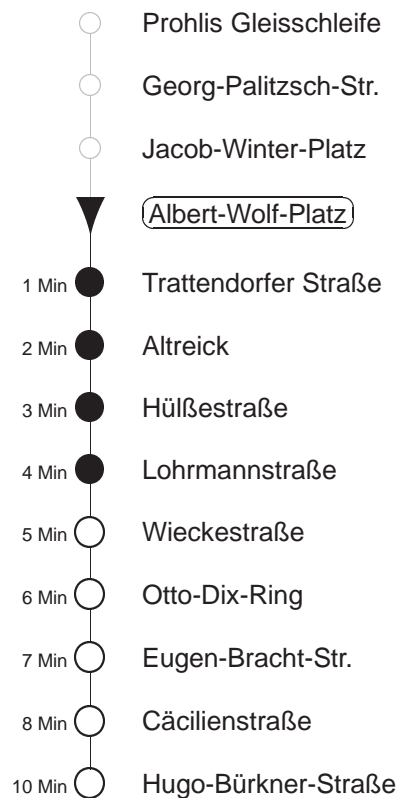 Prohlis Gleisschleife
Georg-Palitzsch-Str.
Jacob-Winter-Platz
Albert-Wolf-Platz
1 Min Trattendorfer Straße
2 Min Altreick
3 Min Hülßestraße
4 Min Lohrmannstraße
5 Min Wieckestraße
6 Min Otto-Dix-Ring
7 Min Eugen-Bracht-Str.
8 Min Cäcilienstraße
10 Min Hugo-Bürkner-Straße